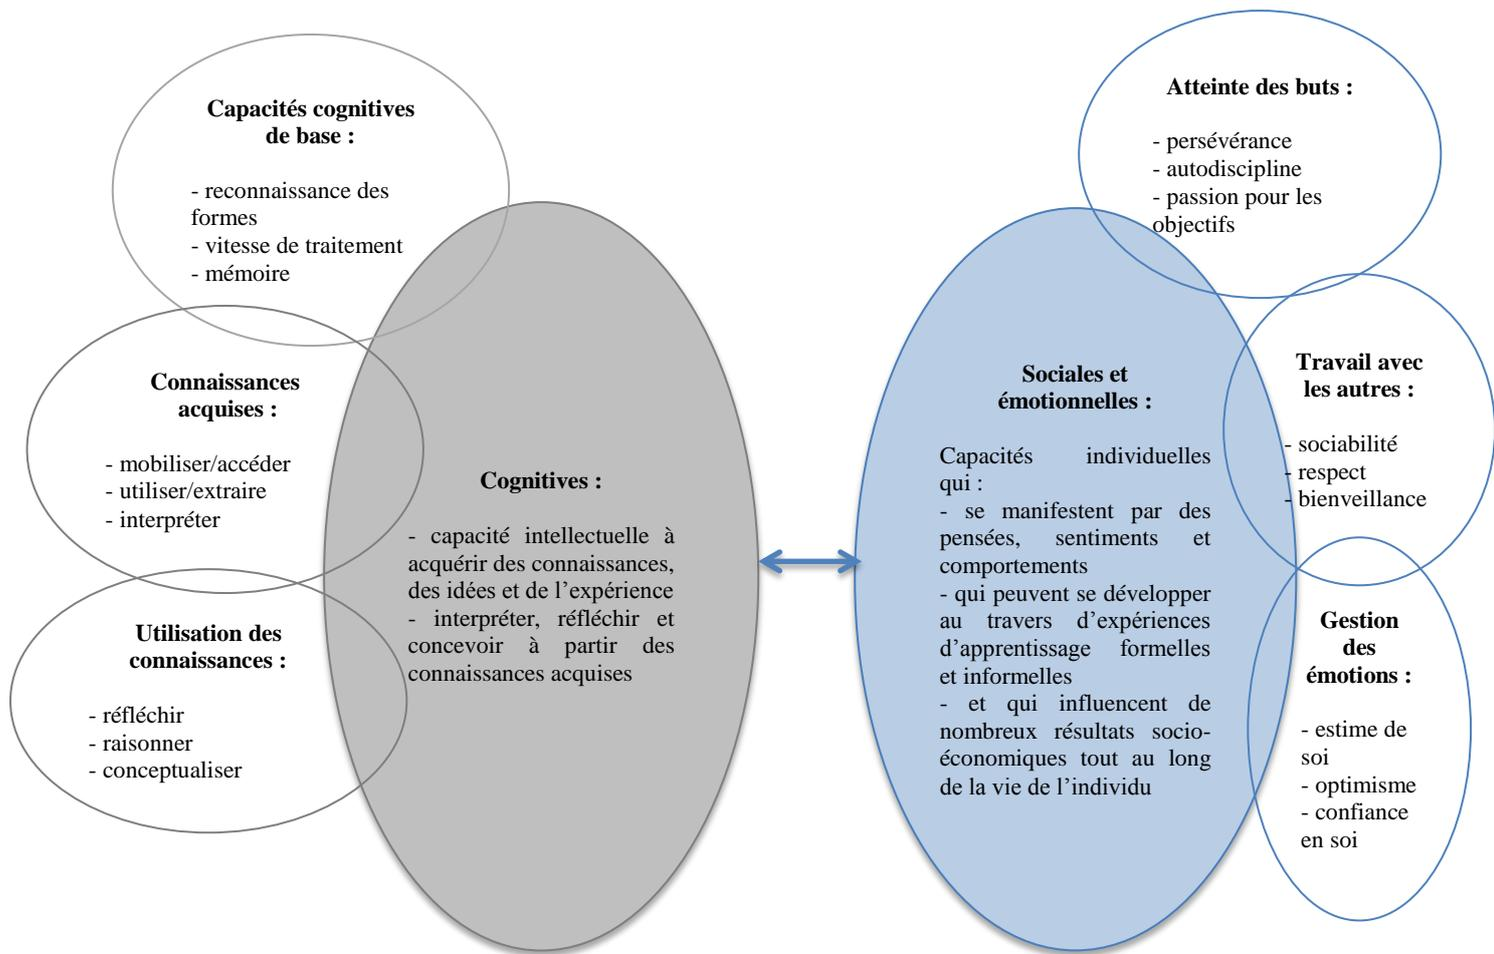 Capacités cognitives
de base :
- reconnaissance des
formes
- vitesse de traitement
- mémoire
Connaissances
acquises :
- mobiliser/accéder
- utiliser/extraire
- interpréter
Utilisation des
connaissances :
- réfléchir
- raisonner
- conceptualiser
Cognitives :
- capacité intellectuelle à
acquérir des connaissances,
des idées et de l’expérience
- interpréter, réfléchir et
concevoir à partir des
connaissances acquises
Sociales et
émotionnelles :
Capacités individuelles
qui :
- se manifestent par des
pensées, sentiments et
comportements
- qui peuvent se développer
au travers d’expériences
d’apprentissage formelles
et informelles
- et qui influencent de
nombreux résultats socio-
économiques tout au long
de la vie de l’individu
Atteinte des buts :
- persévérance
- autodiscipline
- passion pour les
objectifs
Travail avec
les autres :
- sociabilité
- respect
- bienveillance
Gestion
des
émotions :
- estime de
soi
- optimisme
- confiance
en soi